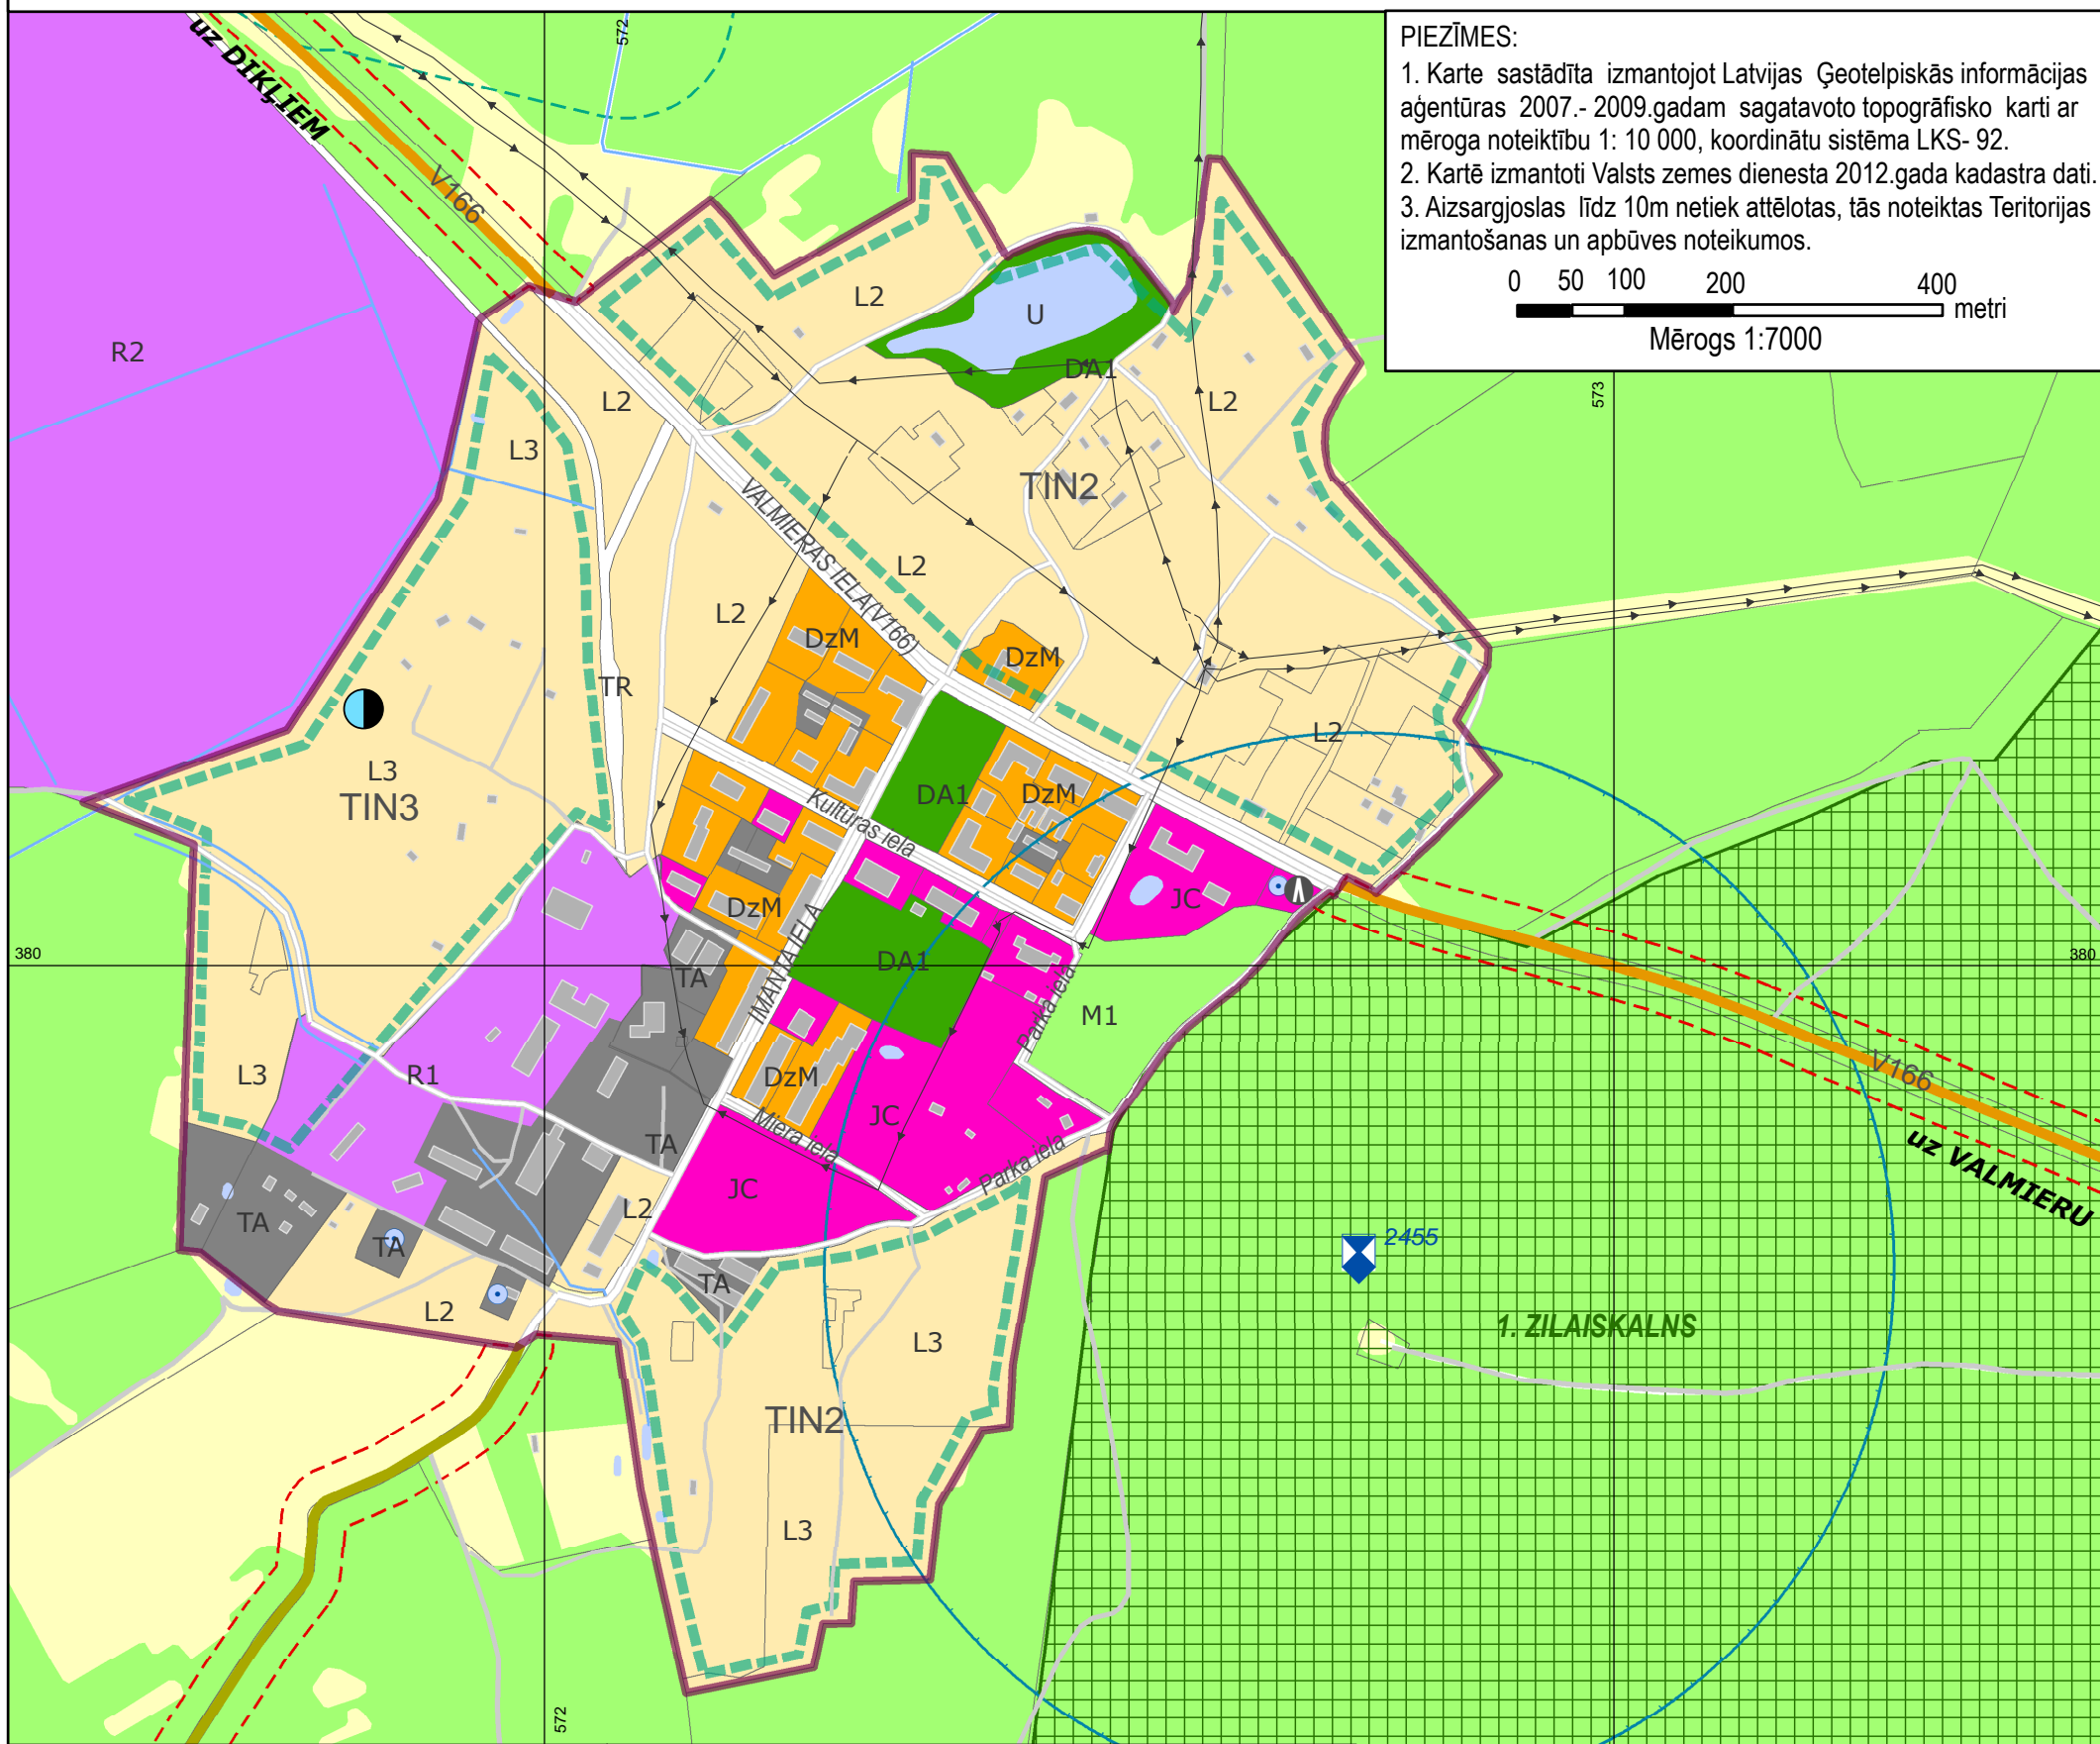 PIEZĪMES:
1. Karte sastādīta izmantojot Latvijas Ģeotelpiskās informācijas
aģentūras 2007.- 2009.gadam sagatavoto topogrāfisko karti ar
mēroga noteiktību 1: 10 000, koordinātu sistēma LKS- 92.
2. Kartē izmantoti Valsts zemes dienesta 2012.gada kadastra dati.
3. Aizsargjoslas līdz 10m netiek attēlotas, tās noteiktas Teritorijas
izmantošanas un apbūves noteikumos.
0 50 100 200 400
metri
Mērogs 1:7000
uz DIKĻIEM
572
V166
R2
L2
U
DA1
L2
L2
L3
573
TIN2
VALMIERAS IELA(V166)
L2
L2
DzM
DzM
TR
L2
L3
TIN3
DA1
DzM
Kultūras iela
JC
DzM
IMANTA IELA
380
DA1
TA
380
Parka iela
M1
R1
L3
DzM
V166
JC
Miera iela
TA
Parka iela
uz VALMIERU
JC
L2
TA
TA
2455
TA
L2
1. ZILAISKALNS
L3
TIN2
L3
572